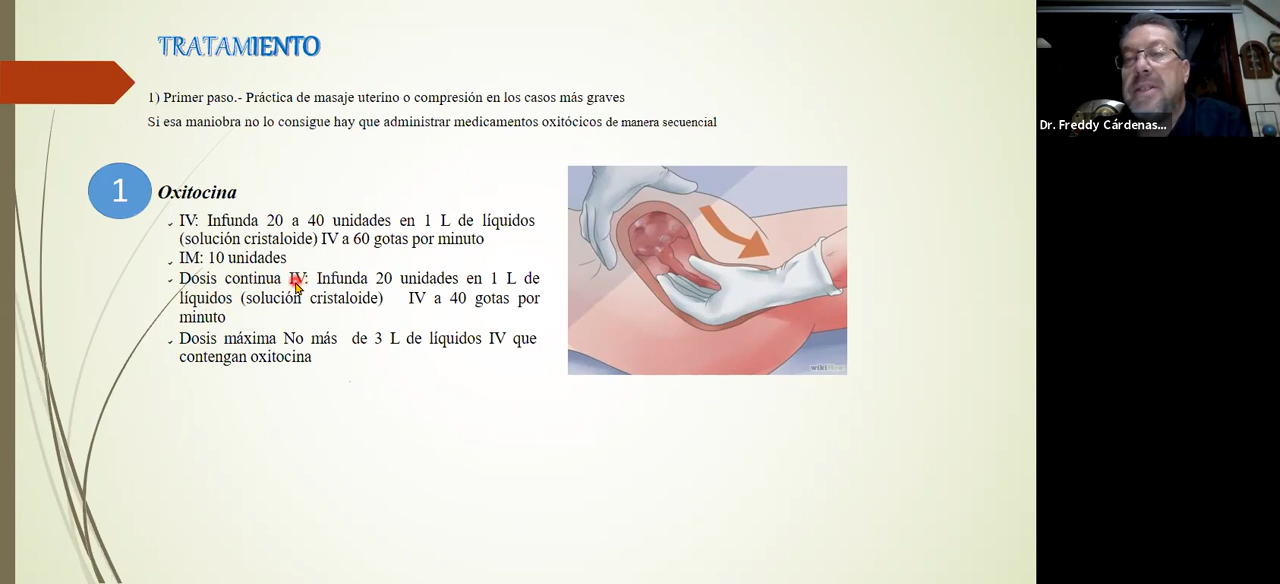 TRATAMIENTO
1) Primer paso.- Práctica de masaje uterino o compresión en los casos más graves
Si esa maniobra no lo consigue hay que administrar medicamentos oxitócicos de manera secuencial
1
Oxitocina
IV: Infunda 20 a 40 unidades en 1 L de líquidos
(solución cristaloide) IV a 60 gotas por minuto
IM: 10 unidades
Dosis continua IV: Infunda 20 unidades en 1 L de
líquidos (solución cristaloide) IV a 40 gotas por
minuto
Dosis máxima No más de 3 L de líquidos IV que
contengan oxitocina
wikiHow
Dr. Freddy Cárdenas...